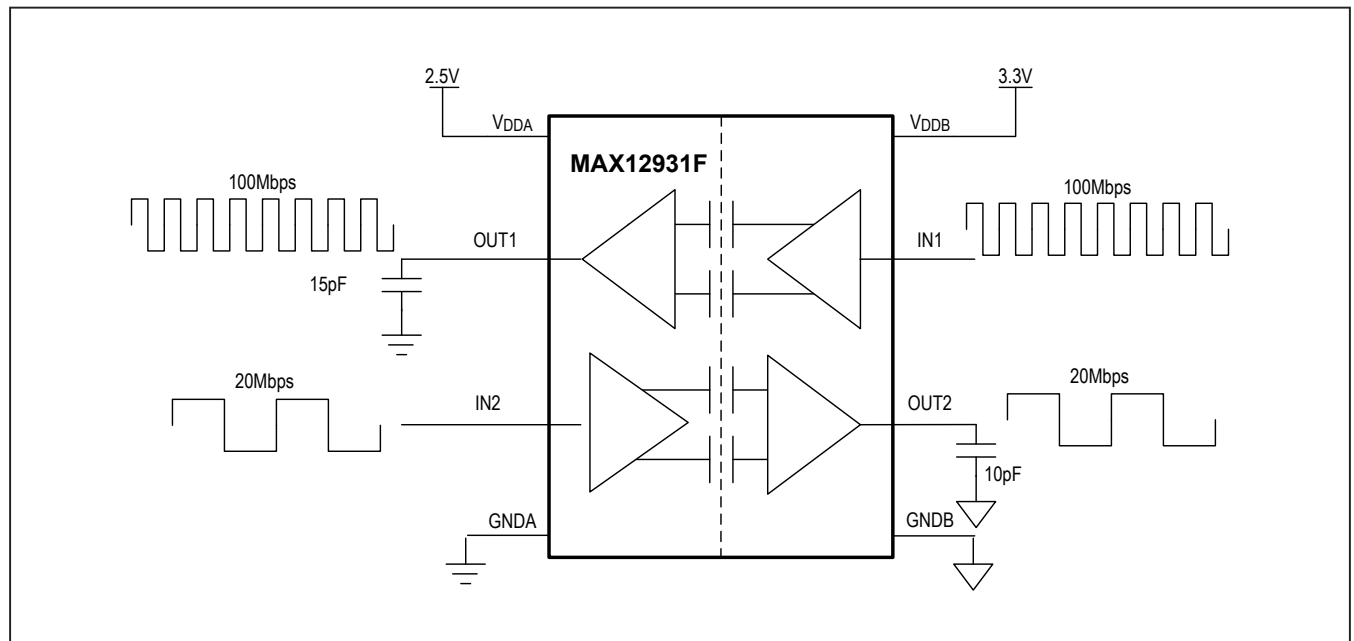 2.5V
3.3V
VDDA
VDDB
MAX12931F
100Mbps
100Mbps
OUT1
IN1
15pF
20Mbps
20Mbps
IN2
OUT2
10pF
GNDA
GNDB